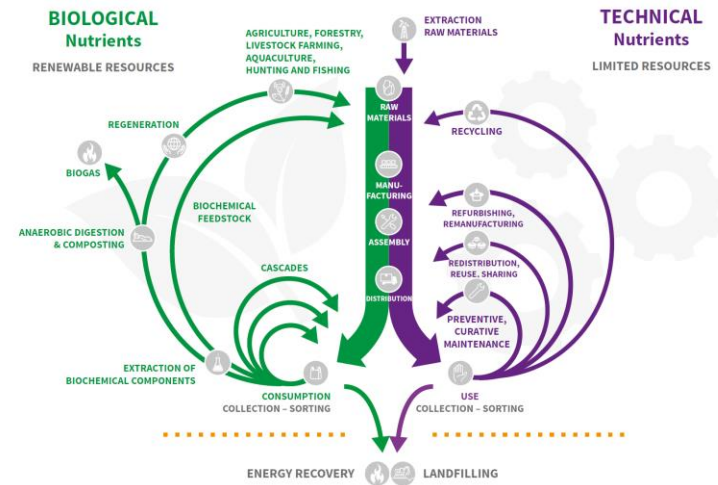 BIOLOGICAL
Nutrients
RENEWABLE RESOURCES
AGRICULTURE, FORESTRY,
LIVESTOCK FARMING,
AQUACULTURE,
HUNTING AND FISHING
EXTRACTION
RAW MATERIALS
TECHNICAL
Nutrients
LIMITED RESOURCES
REGENERATION
BIOGAS
ANAEROBIC DIGESTION
& COMPOSTING
BIOCHEMICAL
FEEDSTOCK
CASCADES
EXTRACTION OF
BIOCHEMICAL COMPONENTS
RAW
MATERIALS
MANU-
FACTURING
ASSEMBLY
DISTRIBUTION
RECYCLING
REFURBISHING,
REMANUFACTURING
REDISTRIBUTION,
REUSE, SHARING
PREVENTIVE,
CURATIVE
MAINTENANCE
CONSUMPTION
COLLECTION – SORTING
USE
COLLECTION – SORTING
ENERGY RECOVERY
LANDFILLING